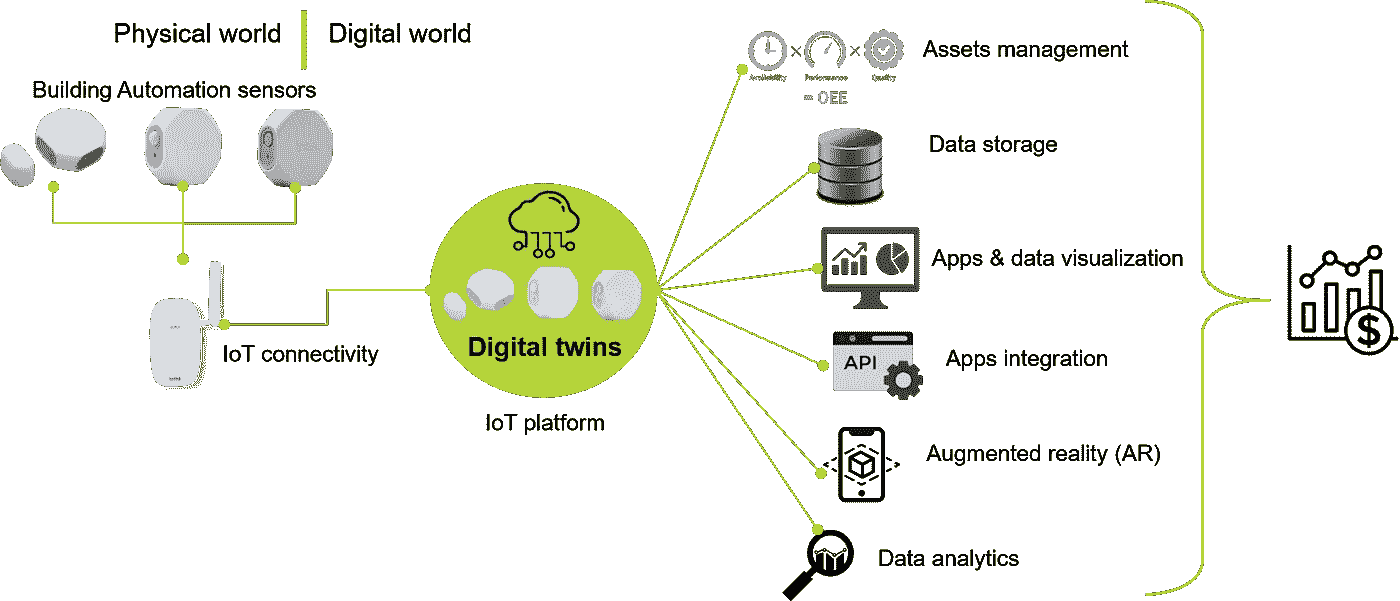 Physical world
Digital world
Building Automation sensors
IoT connectivity
Digital twins
IoT platform
× ×
Availability Performance Quality
= OEE
Assets management
Data storage
Apps & data visualization
API
Apps integration
Augmented reality (AR)
Data analytics
$